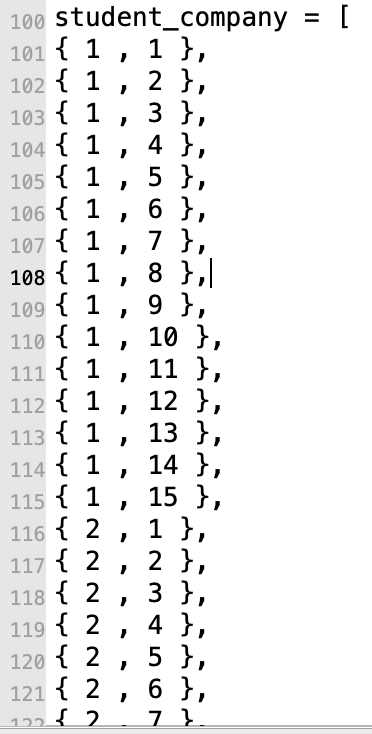 100 student_company = [
101 { 1 , 1 },
102 { 1 , 2 },
103 { 1 , 3 },
104 { 1 , 4 },
105 { 1 , 5 },
106 { 1 , 6 },
107 { 1 , 7 },
108 { 1 , 8 },
109 { 1 , 9 },
110 { 1 , 10 },
111 { 1 , 11 },
112 { 1 , 12 },
113 { 1 , 13 },
114 { 1 , 14 },
115 { 1 , 15 },
116 { 2 , 1 },
117 { 2 , 2 },
118 { 2 , 3 },
119 { 2 , 4 },
120 { 2 , 5 },
121 { 2 , 6 },
122 { 2 , 7 },